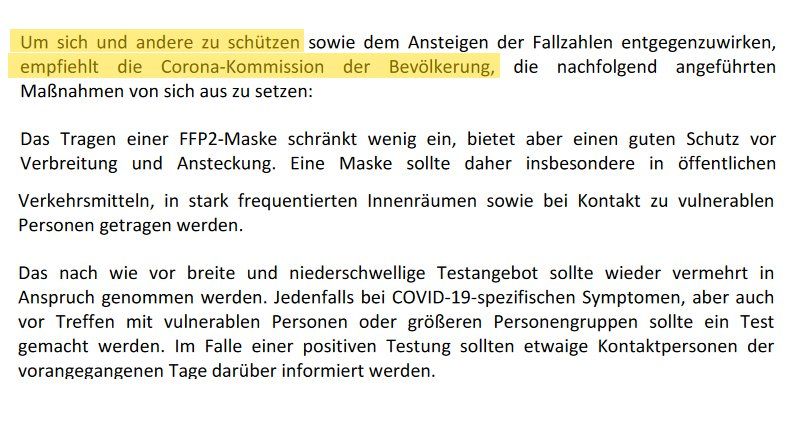 Um sich und andere zu schützen sowie dem Ansteigen der Fallzahlen entgegenzuwirken,
empfiehlt die Corona-Kommission der Bevölkerung, die nachfolgend angeführten
Maßnahmen von sich aus zu setzen:
Das Tragen einer FFP2-Maske schränkt wenig ein, bietet aber einen guten Schutz vor
Verbreitung und Ansteckung. Eine Maske sollte daher insbesondere in öffentlichen
Verkehrsmitteln, in stark frequentierten Innenräumen sowie bei Kontakt zu vulnerablen
Personen getragen werden.
Das nach wie vor breite und niederschwellige Testangebot sollte wieder vermehrt in
Anspruch genommen werden. Jedenfalls bei COVID-19-spezifischen Symptomen, aber auch
vor Treffen mit vulnerablen Personen oder größeren Personengruppen sollte ein Test
gemacht werden. Im Falle einer positiven Testung sollten etwaige Kontaktpersonen der
vorangegangenen Tage darüber informiert werden.